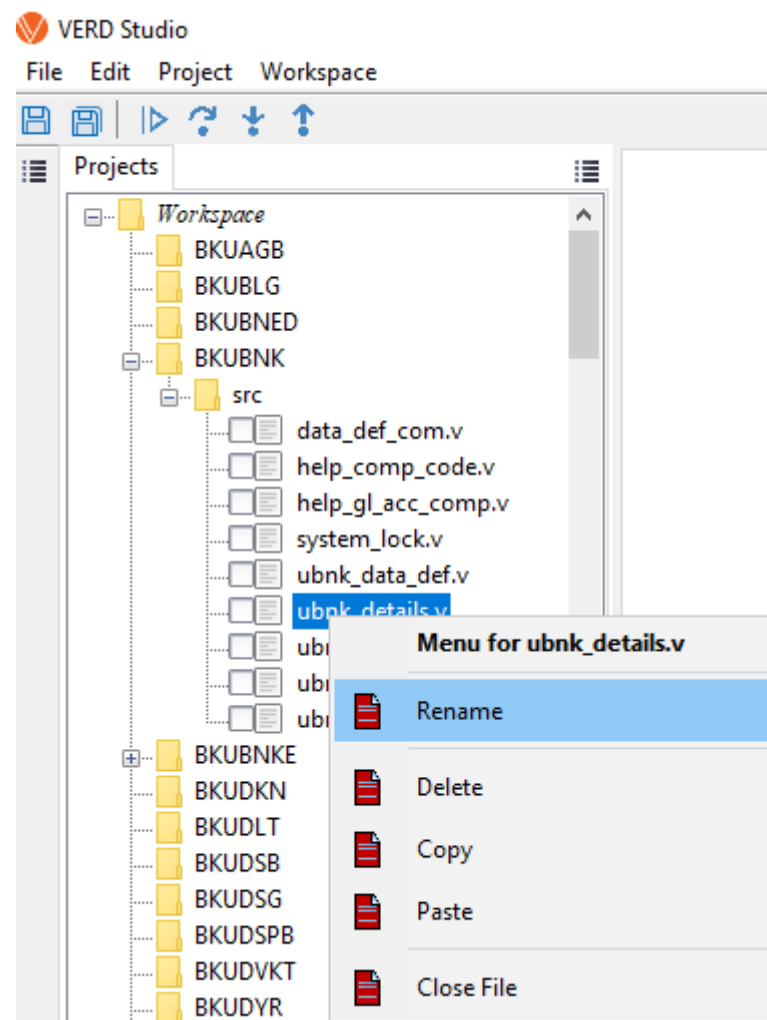 VERD Studio
File Edit Project Workspace
Projects
Workspace
BKUAGB
BKUBLG
BKUBNED
BKUBNK
src
data_def_com.v
help_comp_code.v
help_gl_acc_comp.v
system_lock.v
ubnk_data_def.v
ubnk_details.v
Menu for ubnk_details.v
Rename
Delete
Copy
Paste
Close File
BKUBNKE
BKUDKN
BKUDLT
BKUDSB
BKUDSG
BKUDSPB
BKUDVKT
BKUDYR